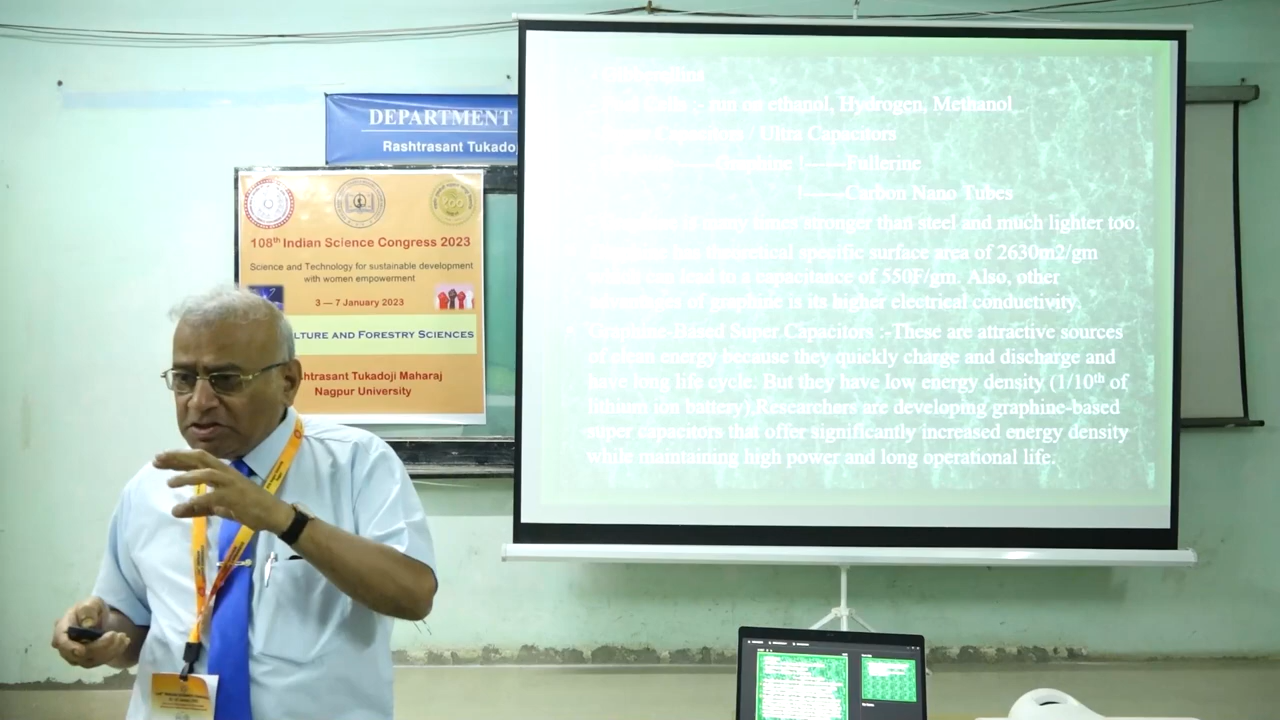 DEPARTMENT
Rashtrasant Tukado
108th Indian Science Congress 2023
Science and Technology for sustainable development
with women empowerment
3 — 7 January 2023
LTURE AND FORESTRY SCIENCES
htrasant Tukadoji Maharaj
Nagpur University
run on ethanol, Hydrogen, Methanol
Capacitors / Ultra Capacitors
Graphine |------Fullerine
|------Carbon Nano Tubes
times stronger than steel and much lighter too.
theoretical specific surface area of 2630m2/gm
lead to a capacitance of 550F/gm. Also, other
advantages of graphine is its higher electrical conductivity.
Graphine-Based Super Capacitors :-These are attractive sources
of clean energy because they quickly charge and discharge and
have long life cycle. But they have low energy density (1/10th of
lithium ion battery).Researchers are developing graphine-based
super capacitors that offer significantly increased energy density
while maintaining high power and long operational life.